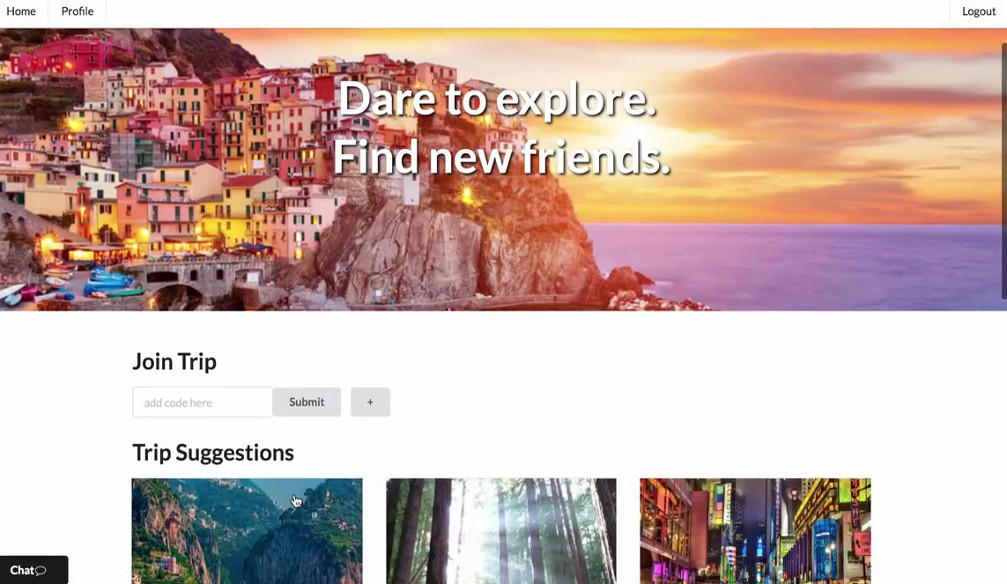 Home Profile Logout
Dare to explore.
Find new friends.
Join Trip
add code here Submit +
Trip Suggestions
Chat